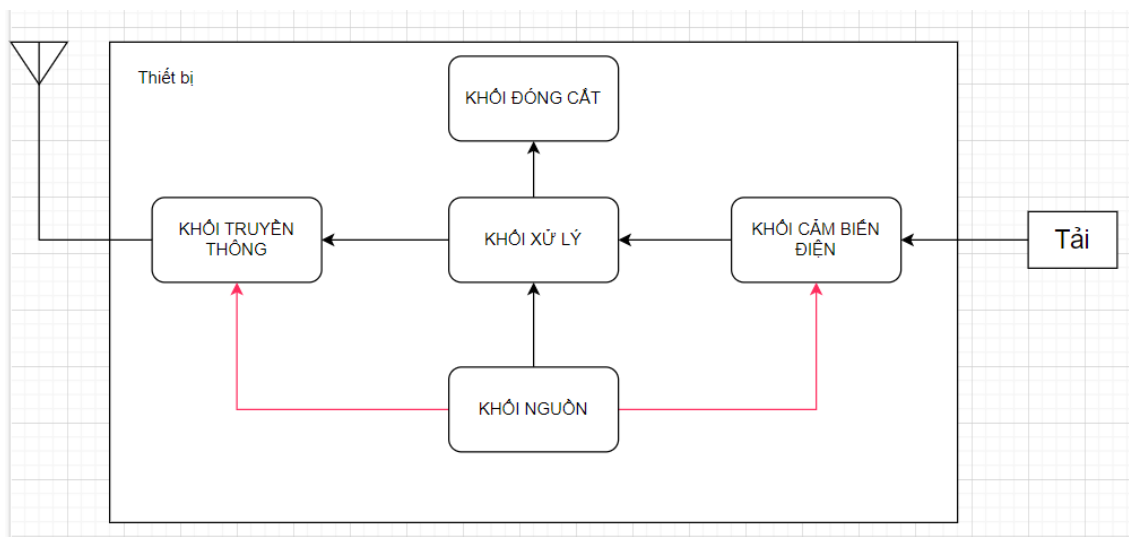 Thiết bị
KHỐI ĐÓNG CẮT
KHỐI TRUYỀN
THÔNG
KHỐI XỬ LÝ
KHỐI CẢM BIẾN
ĐIỆN
Tải
KHỐI NGUỒN